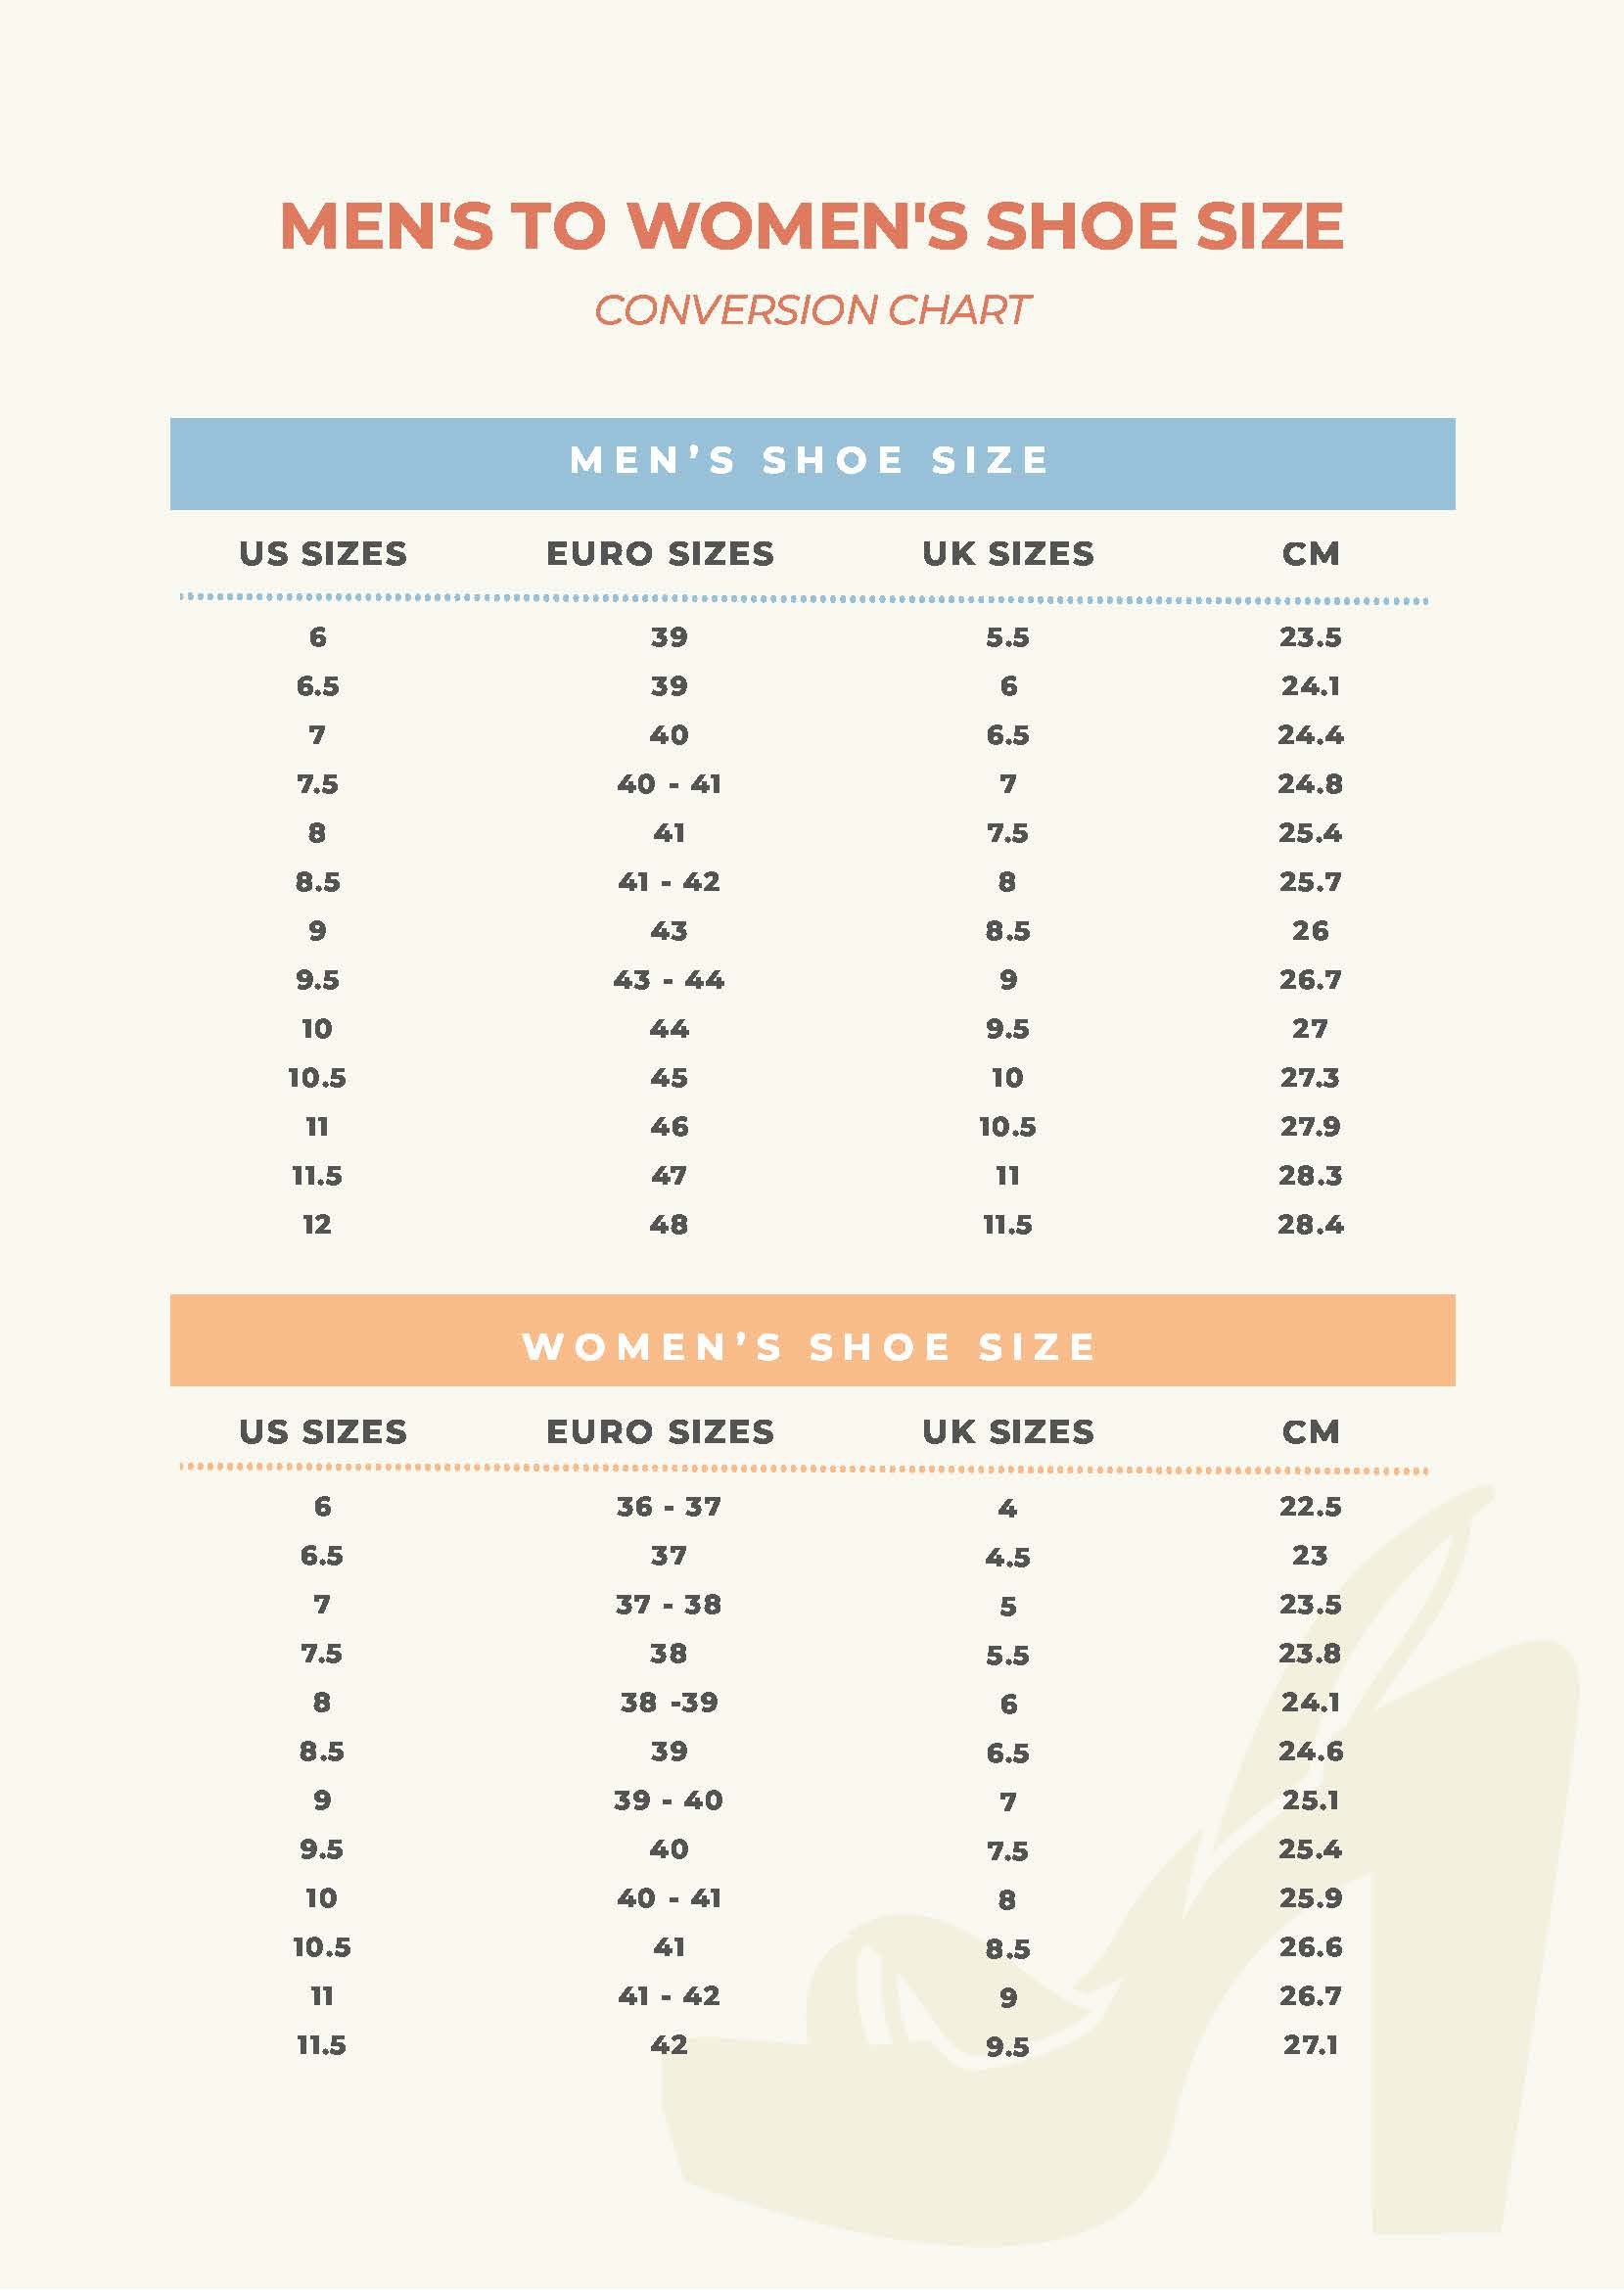 MEN'S TO WOMEN'S SHOE SIZE
CONVERSION CHART
MEN'S SHOE SIZE
US SIZES EURO SIZES UK SIZES CM
6 39 5.5 23.5
6.5 39 6 24.1
7 40 6.5 24.4
7.5 40 - 41 7 24.8
8 41 7.5 25.4
8.5 41 - 42 8 25.7
9 43 8.5 26
9.5 43 - 44 9 26.7
10 44 9.5 27
10.5 45 10 27.3
11 46 10.5 27.9
11.5 47 11 28.3
12 48 11.5 28.4
WOMEN'S SHOE SIZE
US SIZES EURO SIZES UK SIZES CM
6 36 - 37 4 22.5
6.5 37 4.5 23
7 37 - 38 5 23.5
7.5 38 5.5 23.8
8 38 -39 6 24.1
8.5 39 6.5 24.6
9 39 - 40 7 25.1
9.5 40 7.5 25.4
10 40 - 41 8 25.9
10.5 41 8.5 26.6
11 41 - 42 9 26.7
11.5 42 9.5 27.1